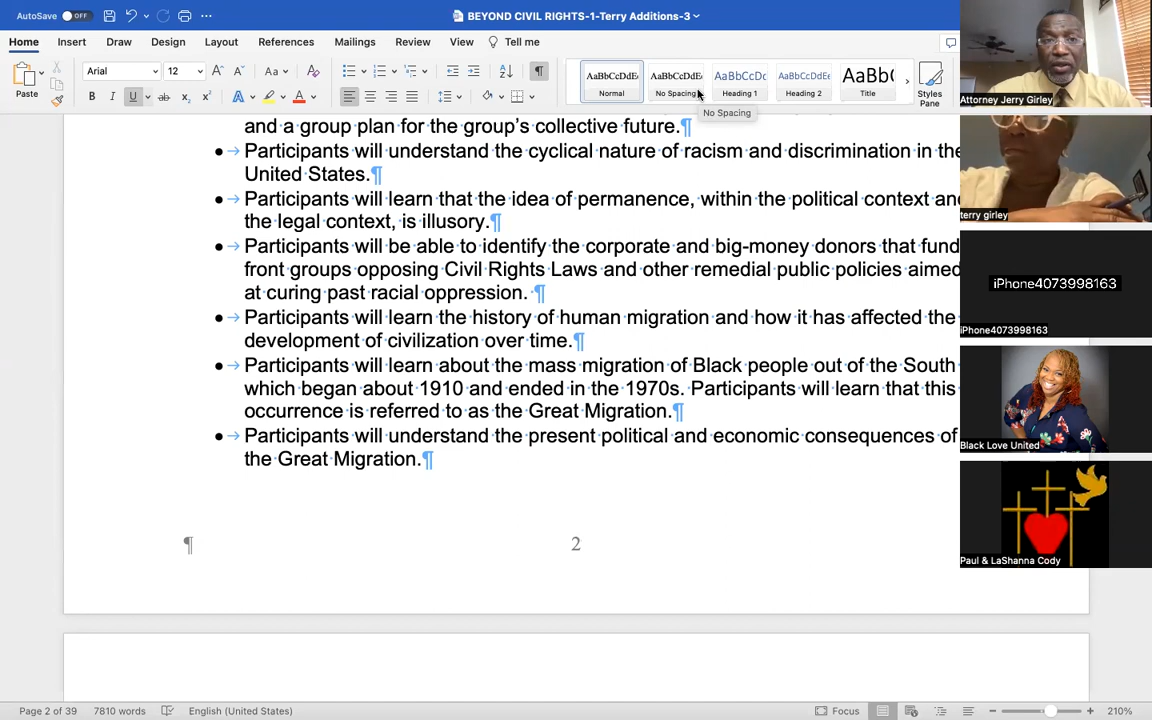 AutoSave OFF BEYOND CIVIL RIGHTS-1-Terry Additions-3
Home Insert Draw Design Layout References Mailings Review View Tell me
Paste Arial 12 Aa AaBbCcDdEe AaBbCcDdEe AaBbCcDc AaBbCcDdEe AaBb(
B I U ab x₂ x² A A Normal No Spacing Heading 1 Heading 2 Title Styles Pane
No Spacing
and a group plan for the group's collective future.¶
● → Participants will understand the cyclical nature of racism and discrimination in the
United States.¶
● → Participants will learn that the idea of permanence, within the political context and
the legal context, is illusory.¶
● → Participants will be able to identify the corporate and big-money donors that fund
front groups opposing Civil Rights Laws and other remedial public policies aimed
at curing past racial oppression. ¶
● → Participants will learn the history of human migration and how it has affected the
development of civilization over time.¶
● → Participants will learn about the mass migration of Black people out of the South
which began about 1910 and ended in the 1970s. Participants will learn that this
occurrence is referred to as the Great Migration.¶
● → Participants will understand the present political and economic consequences of
the Great Migration.¶
¶ 2
Attorney Jerry Girley
terry girley
iPhone4073998163
iPhone4073998163
Black Love United
Paul & LaShanna Cody
Page 2 of 39 7810 words English (United States) Focus 210%